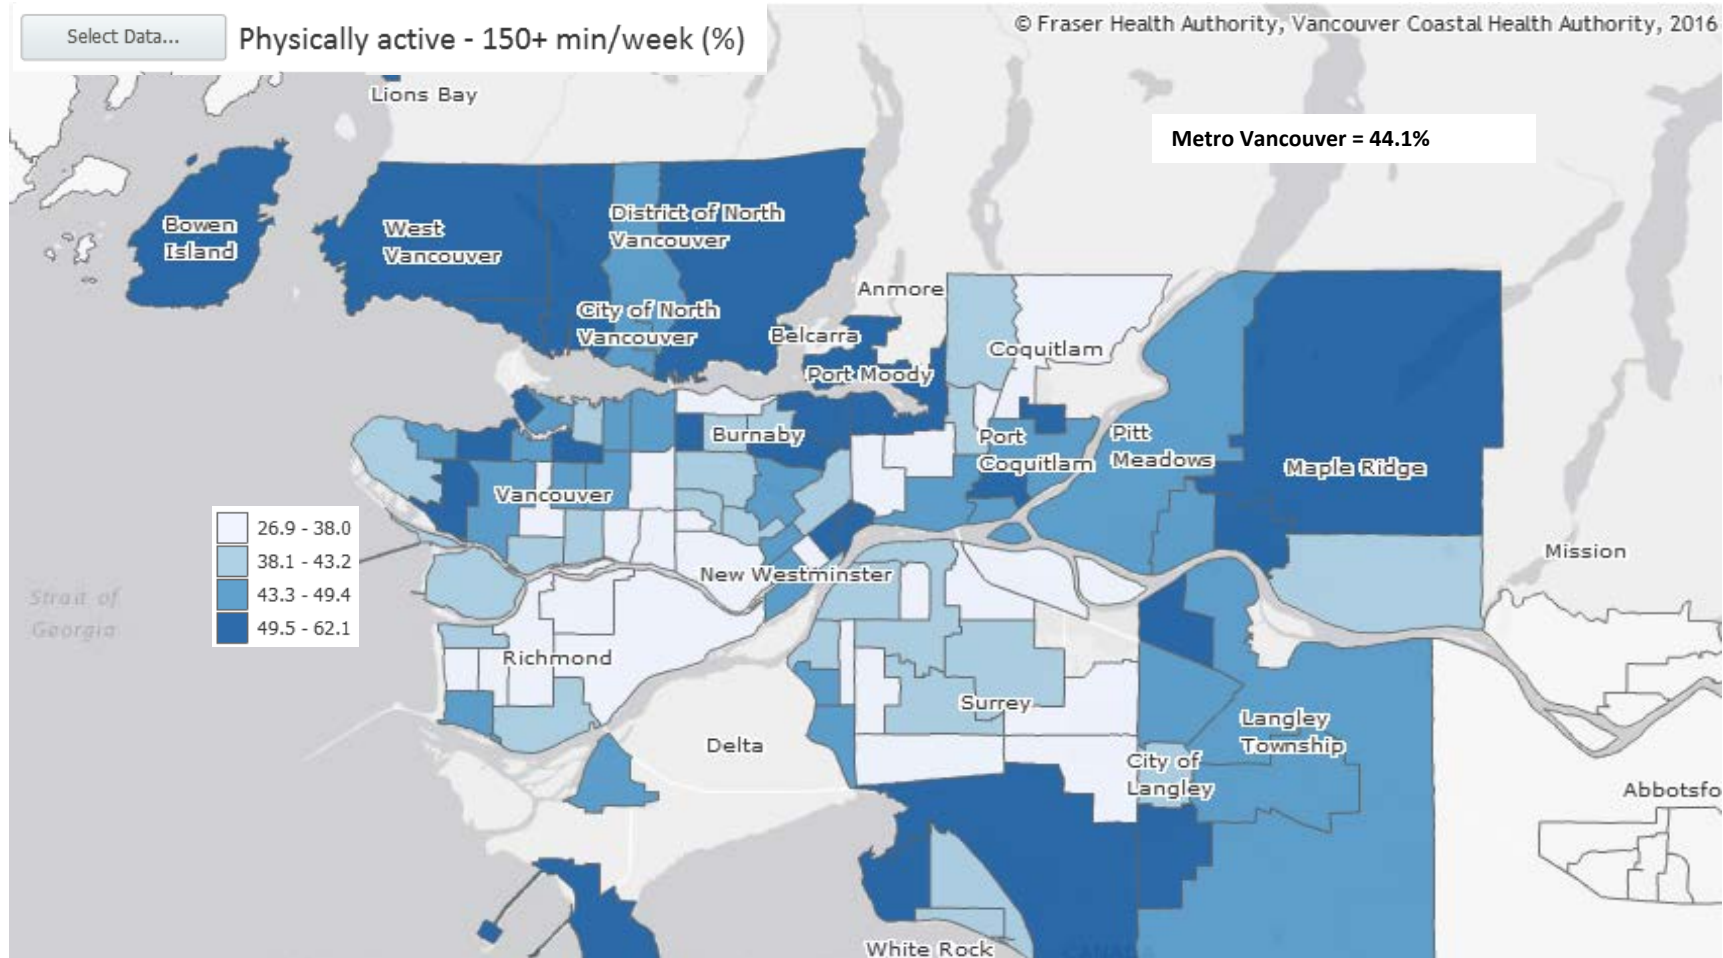 Select Data...
Physically active - 150+ min/week (%)
© Fraser Health Authority, Vancouver Coastal Health Authority, 2016
Lions Bay
Metro Vancouver = 44.1%
Bowen
Island
West
Vancouver
District of North
Vancouver
City of North
Vancouver
Anmore
Belcarra
Port Moody
Coquitlam
Burnaby
Port
Coquitlam
Pitt
Meadows
Maple Ridge
Vancouver
26.9 - 38.0
38.1 - 43.2
43.3 - 49.4
49.5 - 62.1
Mission
New Westminster
Strait of
Georgia
Richmond
Surrey
Delta
Langley
Township
City of
Langley
Abbotsfo
White Rock
CANADA